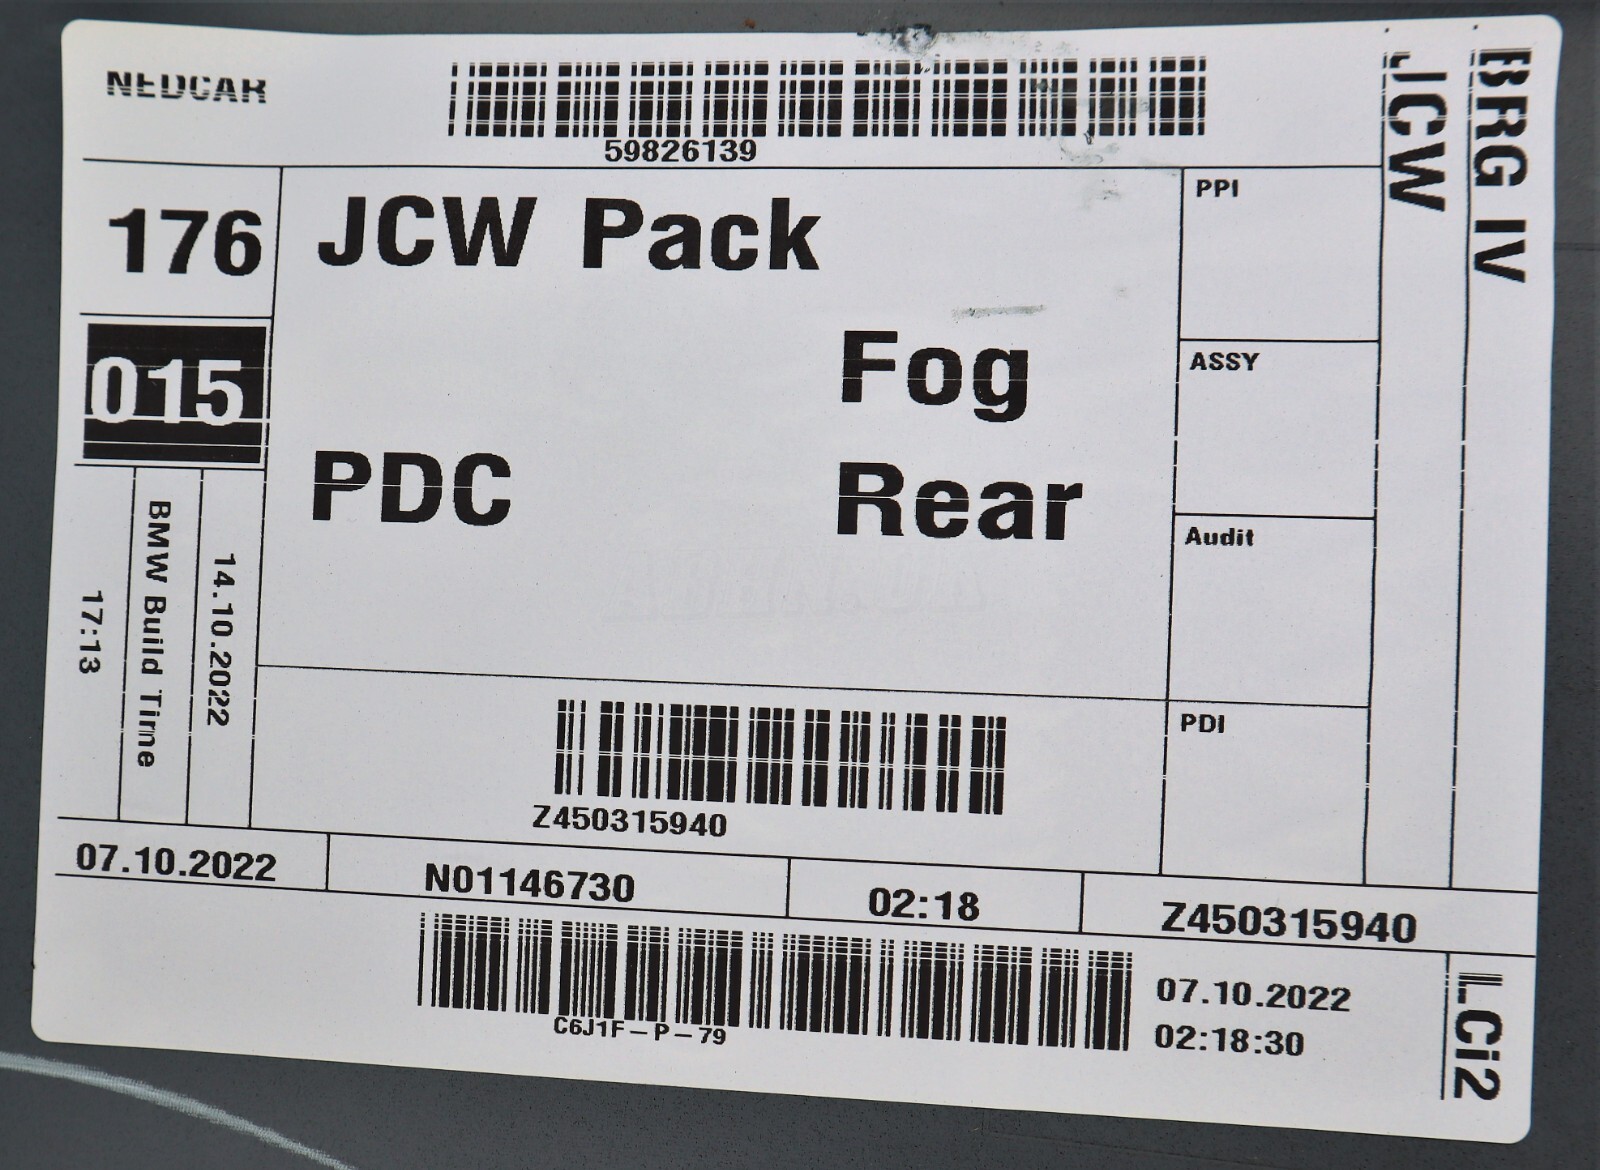 NEDCAR
59826139
BRG IV
JCW
176
JCW Pack
PPI
015
Fog
ASSY
PDC
Rear
Audit
14.10.2022
BMW Build Time
17:13
PDI
Z450315940
07.10.2022
N01146730
02:18
Z450315940
C6J1F-P-79
07.10.2022
02:18:30
LCi2